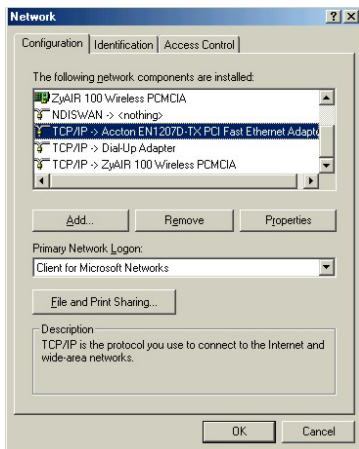 Network
Configuration Identification Access Control
The following network components are installed:
ZyAIR 100 Wireless PCMCIA
NDISWAN -> <nothing>
TCP/IP -> Accton EN1207D-TX PCI Fast Ethernet Adapte
TCP/IP -> Dial-Up Adapter
TCP/IP -> ZyAIR 100 Wireless PCMCIA
Add... Remove Properties
Primary Network Logon:
Client for Microsoft Networks
File and Print Sharing...
Description
TCP/IP is the protocol you use to connect to the Internet and
wide-area networks.
OK Cancel